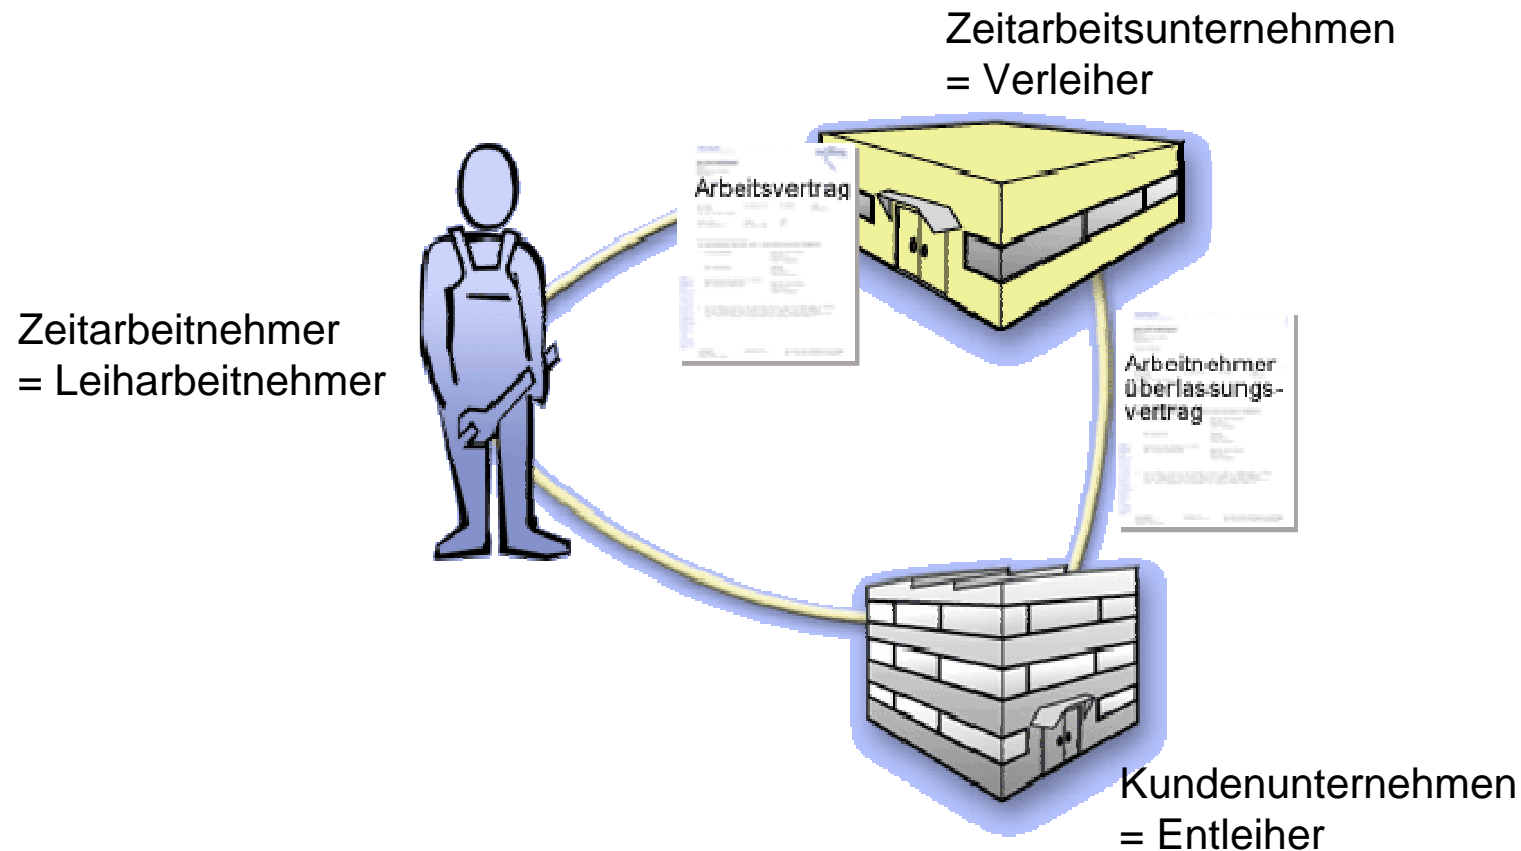 Zeitarbeitsunternehmen
= Verleiher
Arbeitsvertrag
Zeitarbeitnehmer
= Leiharbeitnehmer
Arbeitnehmer
überlassungs-
vertrag
Kundenunternehmen
= Entleiher